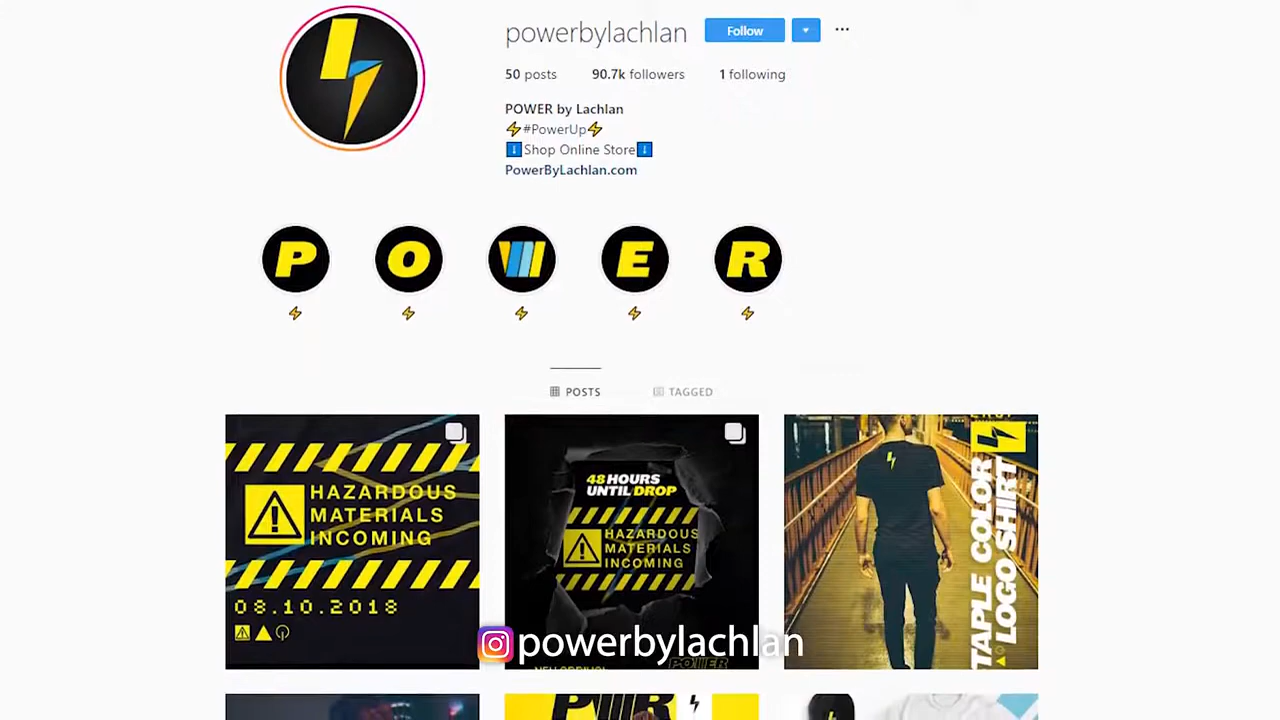 powerbylachlan
Follow
50 posts 90.7k followers 1 following
POWER by Lachlan
⚡#PowerUp⚡
⬇Shop Online Store⬇
PowerByLachlan.com
P O W E R
POSTS TAGGED
HAZARDOUS
MATERIALS
INCOMING
08.10.2018
48 HOURS
UNTIL DROP
HAZARDOUS
MATERIALS
INCOMING
POWER
STAPLE COLOR
LOGO SHIRT
powerbylachlan
POWER